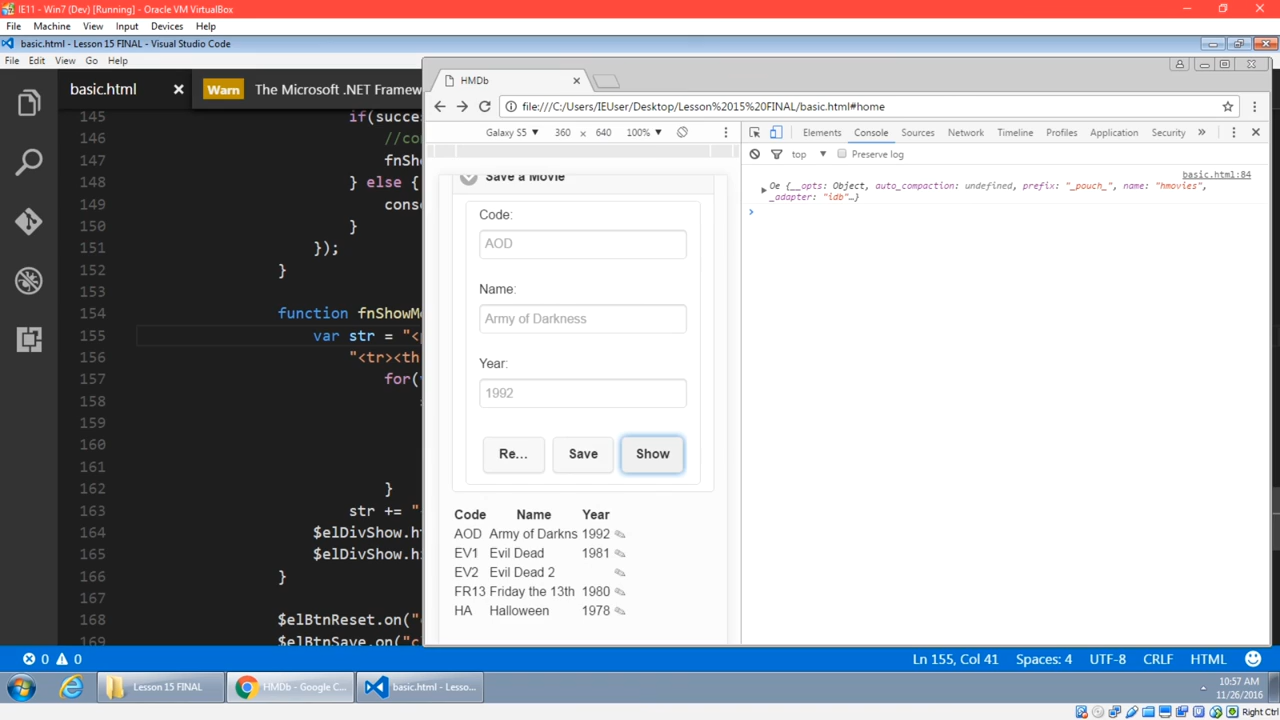 IE11 - Win7 (Dev) [Running] - Oracle VM VirtualBox
File Machine View Input Devices Help
basic.html - Lesson 15 FINAL - Visual Studio Code
File Edit View Go Help
basic.html Warn The Microsoft .NET Framew
HMDb
file:///C:/Users/IEUser/Desktop/Lesson%2015%20FINAL/basic.html#home
Galaxy S5 360 × 640 100%
Elements Console Sources Network Timeline Profiles Application Security »
top Preserve log
basic.html:84
Oe {__opts: Object, auto_compaction: undefined, prefix: "_pouch_", name: "hmovies",
_adapter: "idb"…}
145 if(succe
146 //co
147 fnSh
148 } else {
149 cons
150 }
151 });
152 }
153
154 function fnShowM
155 var str = "<
156 "<tr><th
157 for(
158
159
160
161
162 }
163 str += "
164 $elDivShow.h
165 $elDivShow.h
166 }
167
168 $elBtnReset.on("
169 $elBtnSave.on("c
Save a Movie
Code:
AOD
Name:
Army of Darkness
Year:
1992
Re... Save Show
Code Name Year
AOD Army of Darkns 1992
EV1 Evil Dead 1981
EV2 Evil Dead 2
FR13 Friday the 13th 1980
HA Halloween 1978
0 0 Ln 155, Col 41 Spaces: 4 UTF-8 CRLF HTML
Lesson 15 FINAL HMDb - Google C... basic.html - Lesso...
10:57 AM
11/26/2016
Right Ctrl